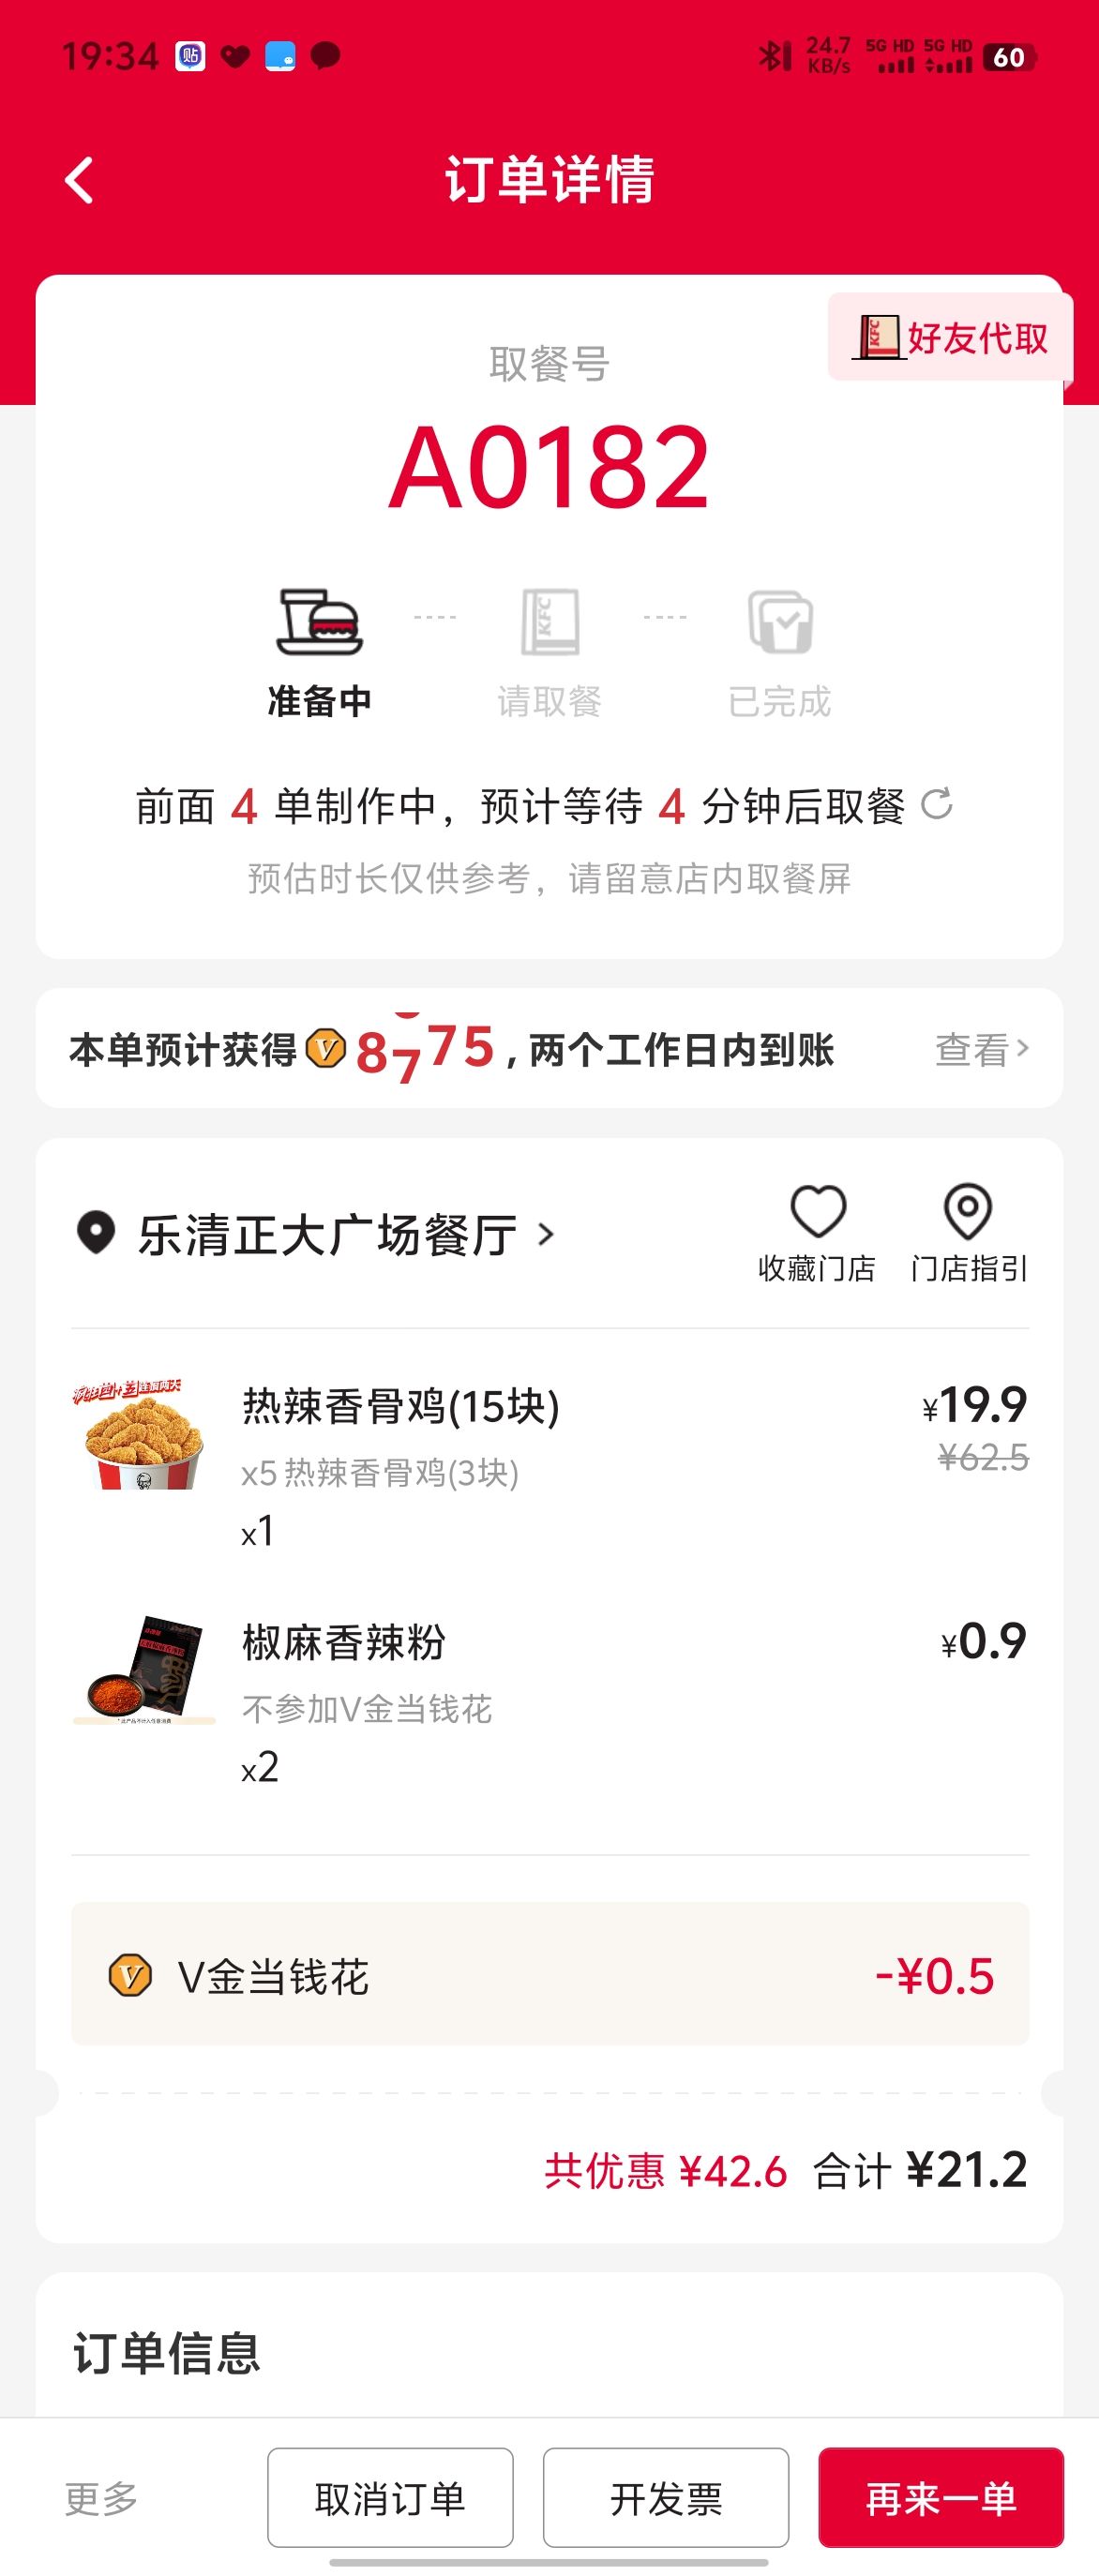 19:34 贴 24.7 KB/s 5G HD 5G HD 60
订单详情
KFC 好友代取
取餐号
A0182
KFC
准备中 请取餐 已完成
前面 4 单制作中，预计等待 4 分钟后取餐
预估时长仅供参考，请留意店内取餐屏
本单预计获得 V 8775，两个工作日内到账 查看
乐清正大广场餐厅
收藏门店 门店指引
热辣香骨鸡(15块) ¥19.9
x5 热辣香骨鸡(3块) ¥62.5
x1
椒麻香辣粉 ¥0.9
不参加V金当钱花
x2
V V金当钱花 -¥0.5
共优惠 ¥42.6 合计 ¥21.2
订单信息
更多 取消订单 开发票 再来一单